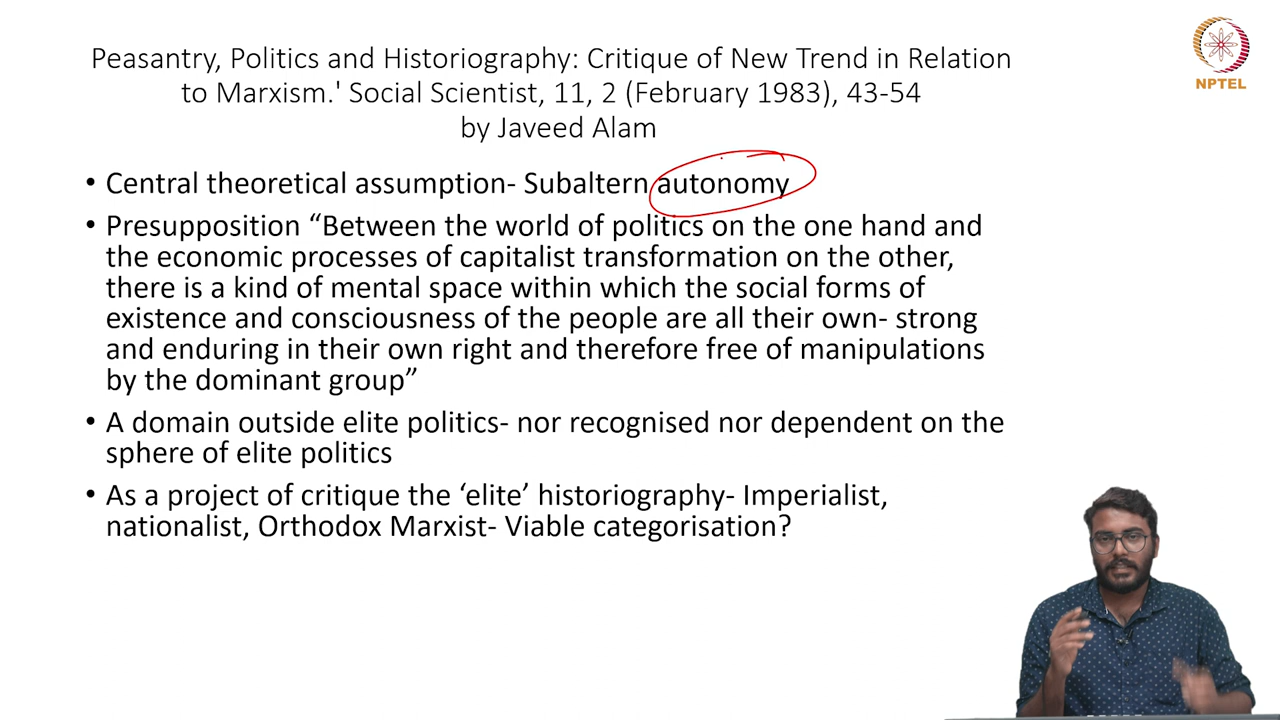 Peasantry, Politics and Historiography: Critique of New Trend in Relation
to Marxism.' Social Scientist, 11, 2 (February 1983), 43-54
by Javeed Alam
NPTEL
• Central theoretical assumption- Subaltern autonomy
• Presupposition “Between the world of politics on the one hand and
the economic processes of capitalist transformation on the other,
there is a kind of mental space within which the social forms of
existence and consciousness of the people are all their own- strong
and enduring in their own right and therefore free of manipulations
by the dominant group”
• A domain outside elite politics- nor recognised nor dependent on the
sphere of elite politics
• As a project of critique the ‘elite’ historiography- Imperialist,
nationalist, Orthodox Marxist- Viable categorisation?